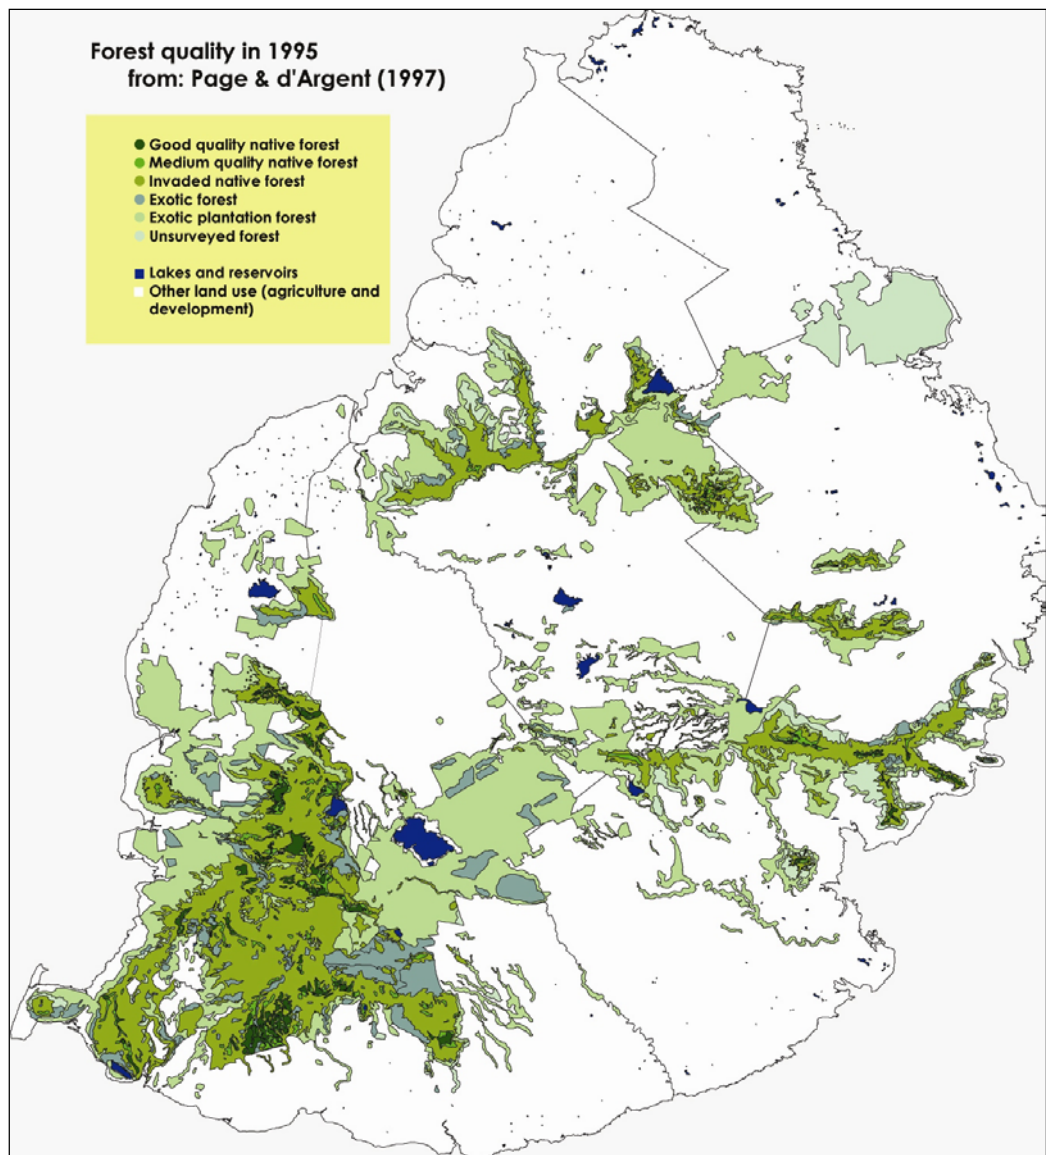 Forest quality in 1995
from: Page & d'Argent (1997)
Good quality native forest
Medium quality native forest
Invaded native forest
Exotic forest
Exotic plantation forest
Unsurveyed forest
Lakes and reservoirs
Other land use (agriculture and
development)